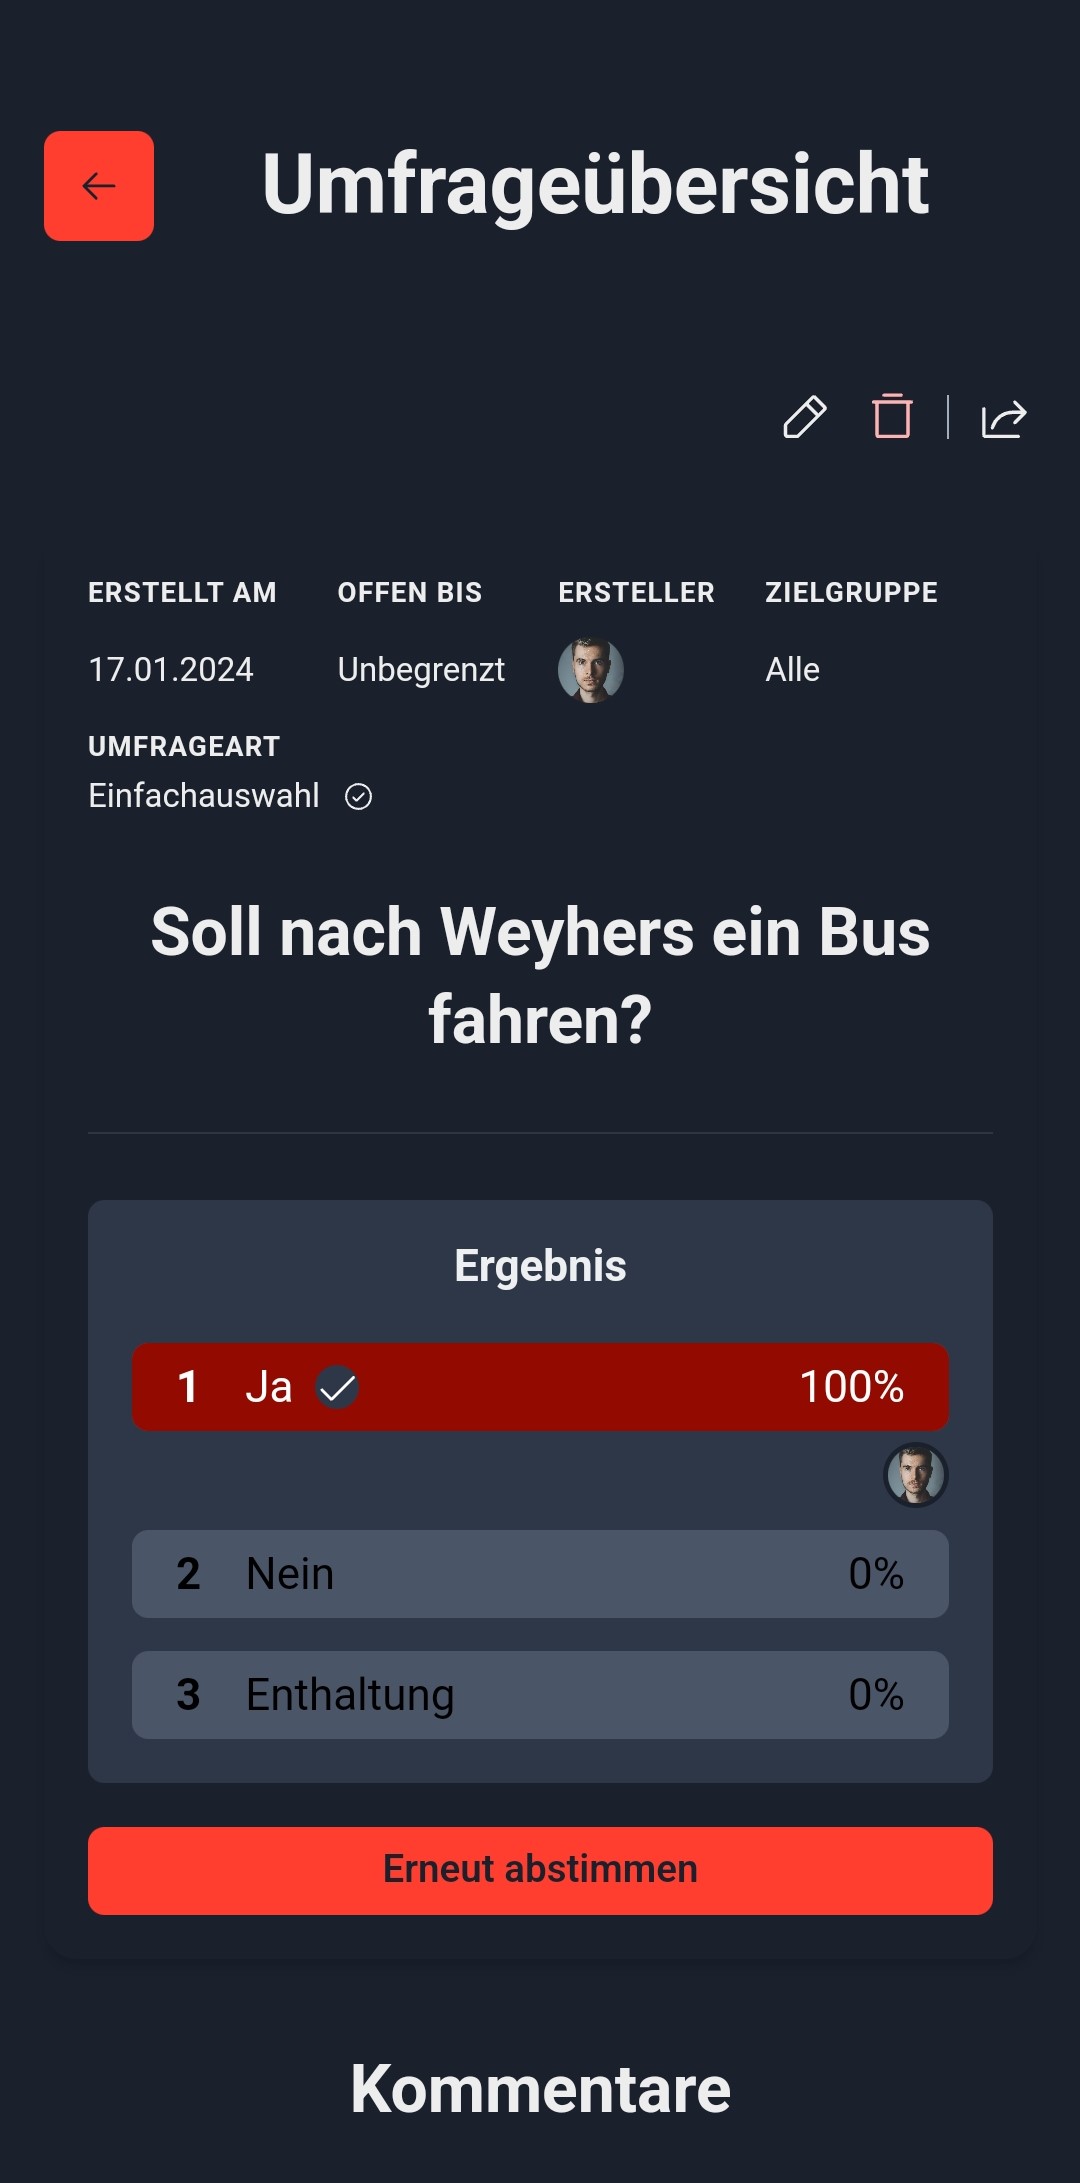 Umfrageübersicht
ERSTELLT AM OFFEN BIS ERSTELLER ZIELGRUPPE
17.01.2024 Unbegrenzt Alle
UMFRAGEART
Einfachauswahl
Soll nach Weyhers ein Bus
fahren?
Ergebnis
1 Ja 100%
2 Nein 0%
3 Enthaltung 0%
Erneut abstimmen
Kommentare